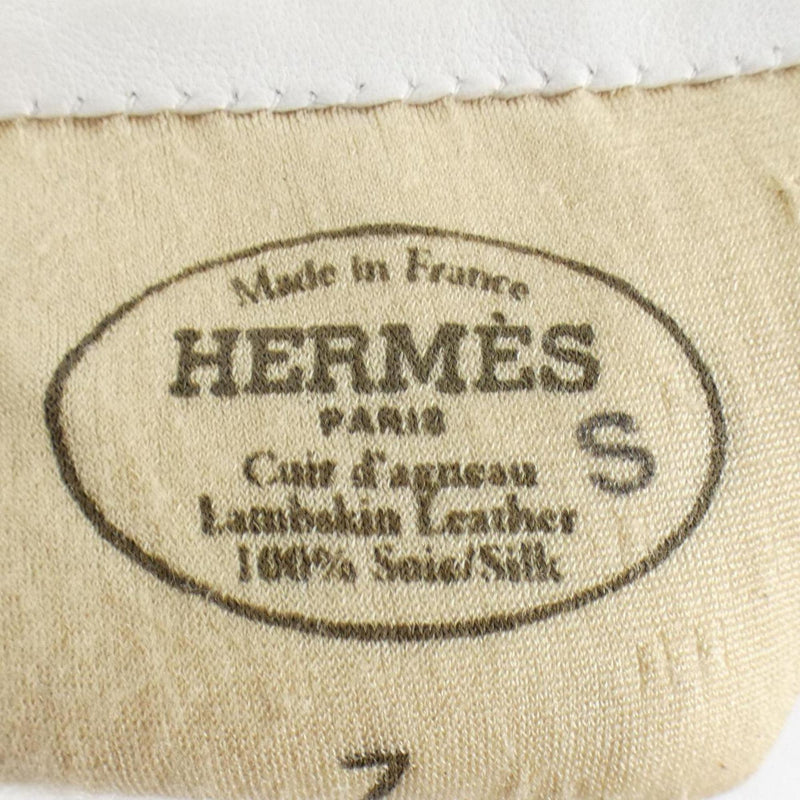 Made in France
HERMÈS
PARIS
S
Cuir d'agneau
Lambskin Leather
100% Soie/Silk
7